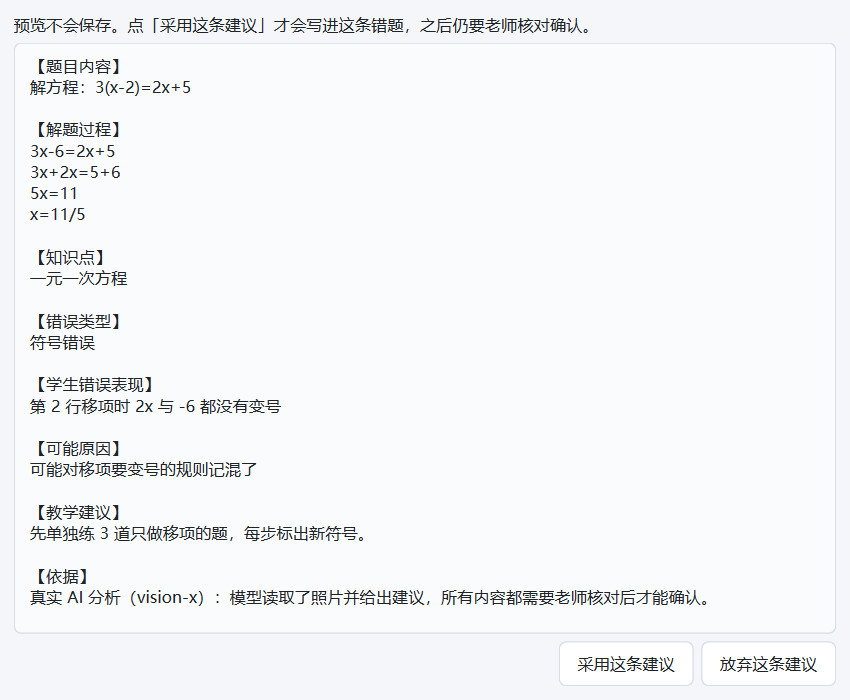 预览不会保存。点「采用这条建议」才会写进这条错题，之后仍要老师核对确认。
【题目内容】
解方程：3(x-2)=2x+5
【解题过程】
3x-6=2x+5
3x+2x=5+6
5x=11
x=11/5
【知识点】
一元一次方程
【错误类型】
符号错误
【学生错误表现】
第 2 行移项时 2x 与 -6 都没有变号
【可能原因】
可能对移项要变号的规则记混了
【教学建议】
先单独练 3 道只做移项的题，每步标出新符号。
【依据】
真实 AI 分析（vision-x）：模型读取了照片并给出建议，所有内容都需要老师核对后才能确认。
采用这条建议
放弃这条建议